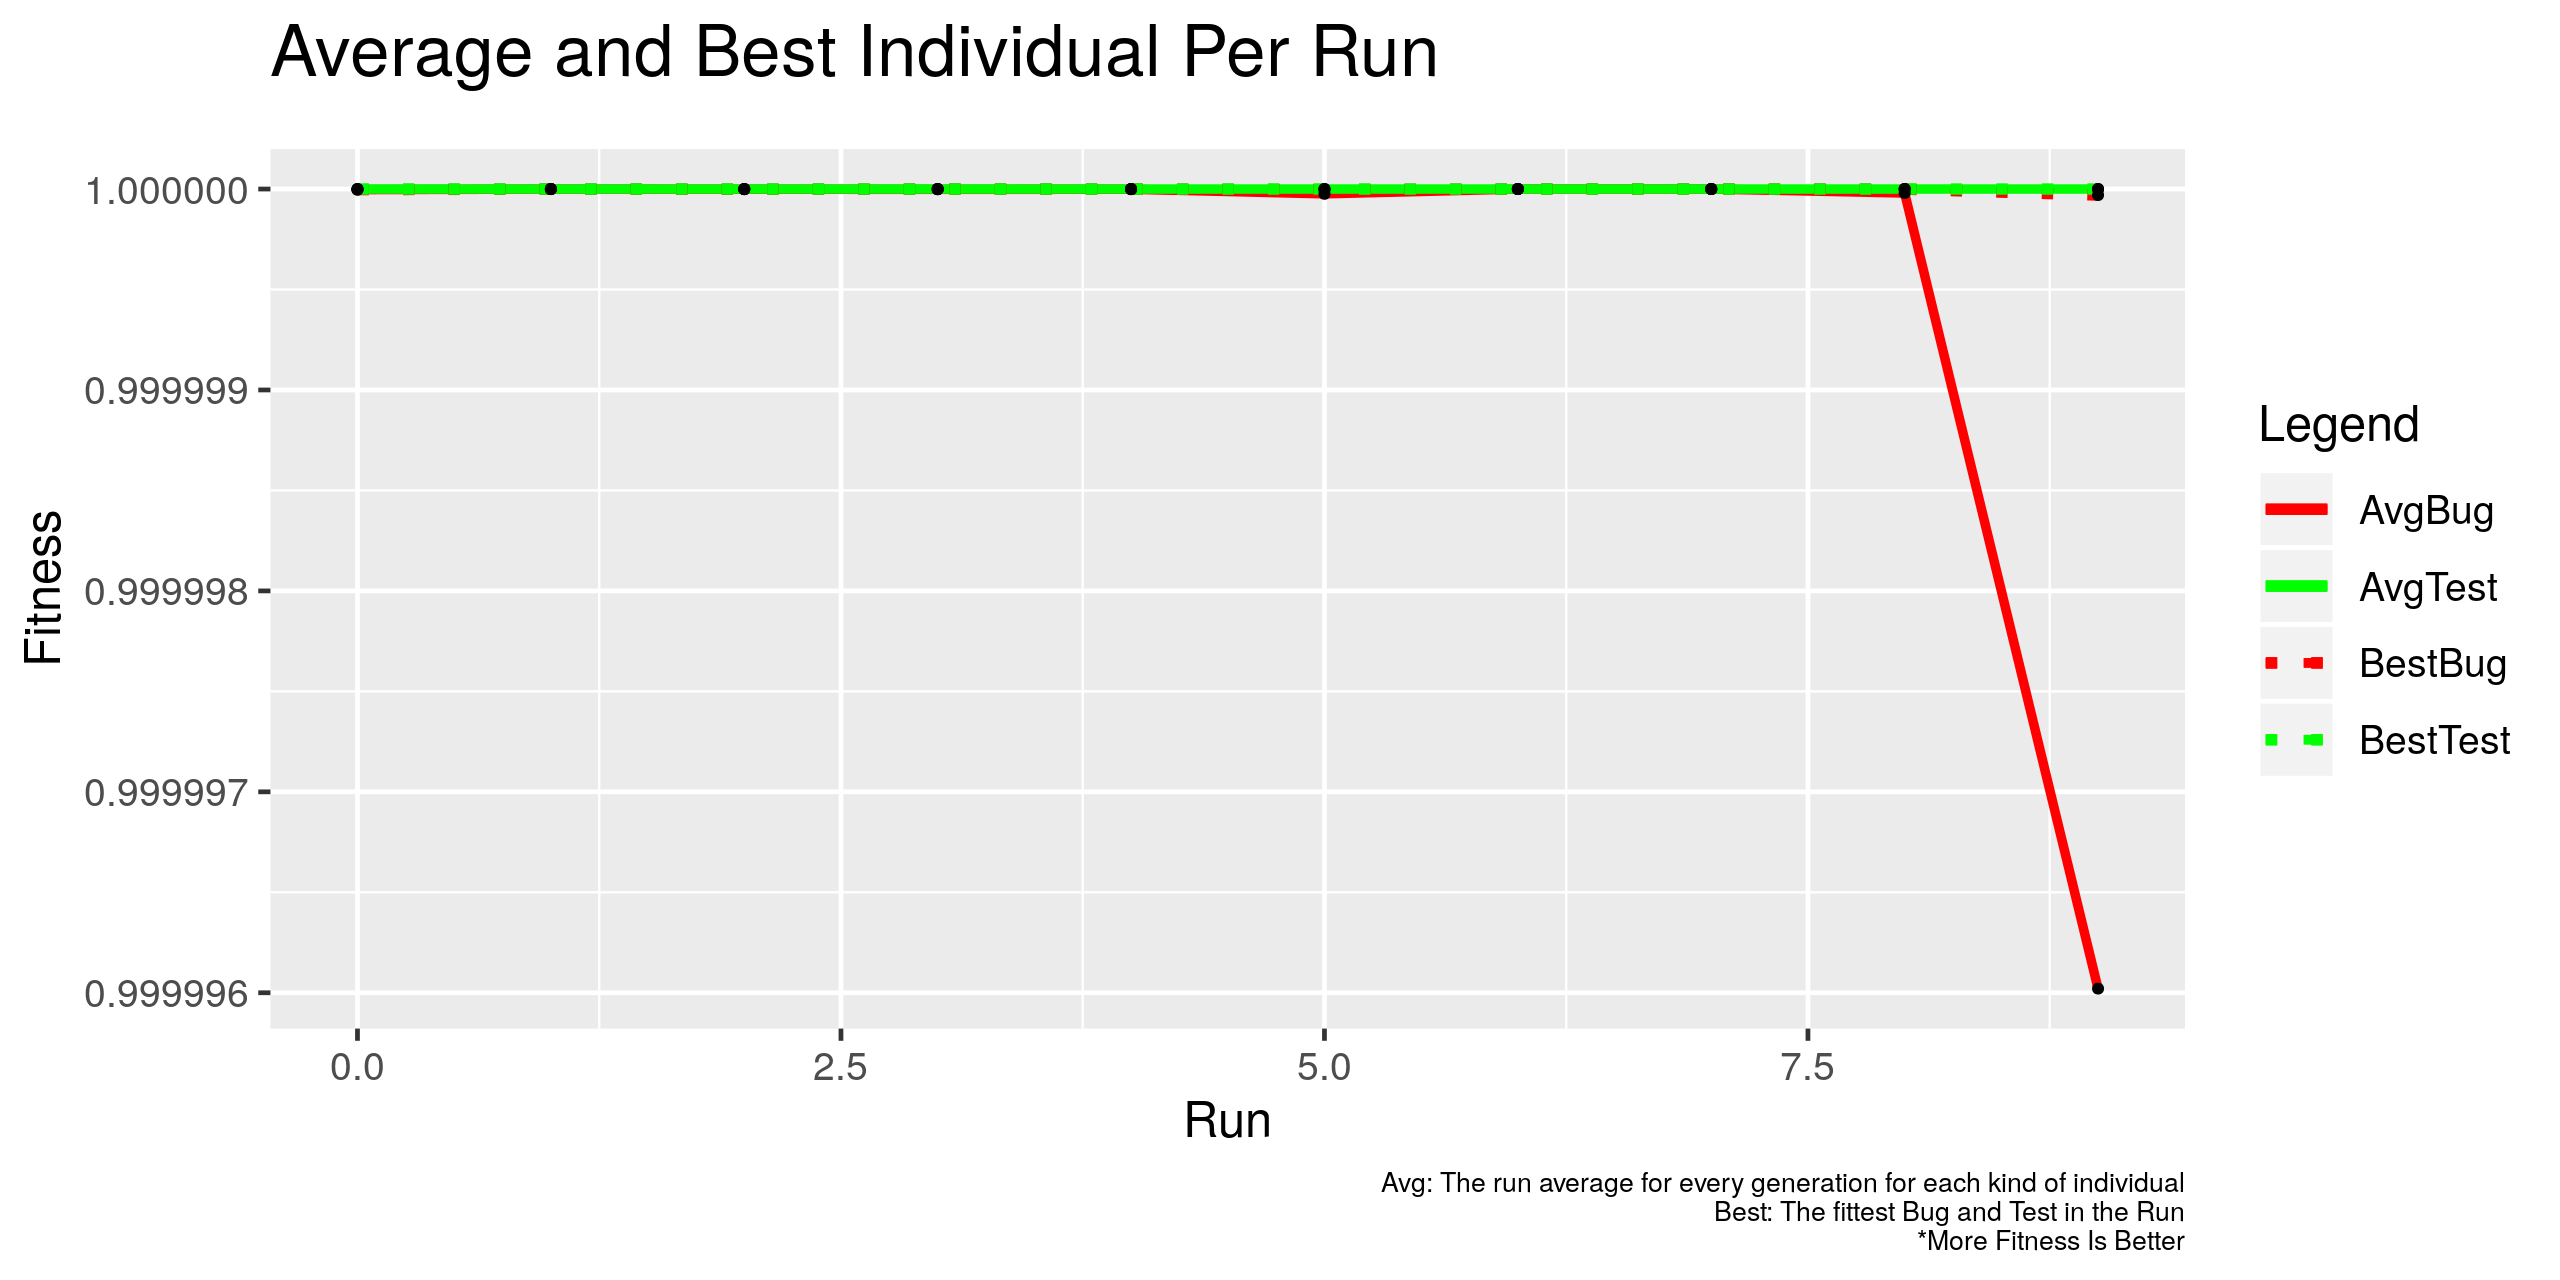 Average and Best Individual Per Run
1.000000
0.999999
0.999998
0.999997
0.999996
Fitness
0.0
2.5
5.0
7.5
Run
Legend
AvgBug
AvgTest
BestBug
BestTest
Avg: The run average for every generation for each kind of individual
Best: The fittest Bug and Test in the Run
*More Fitness Is Better